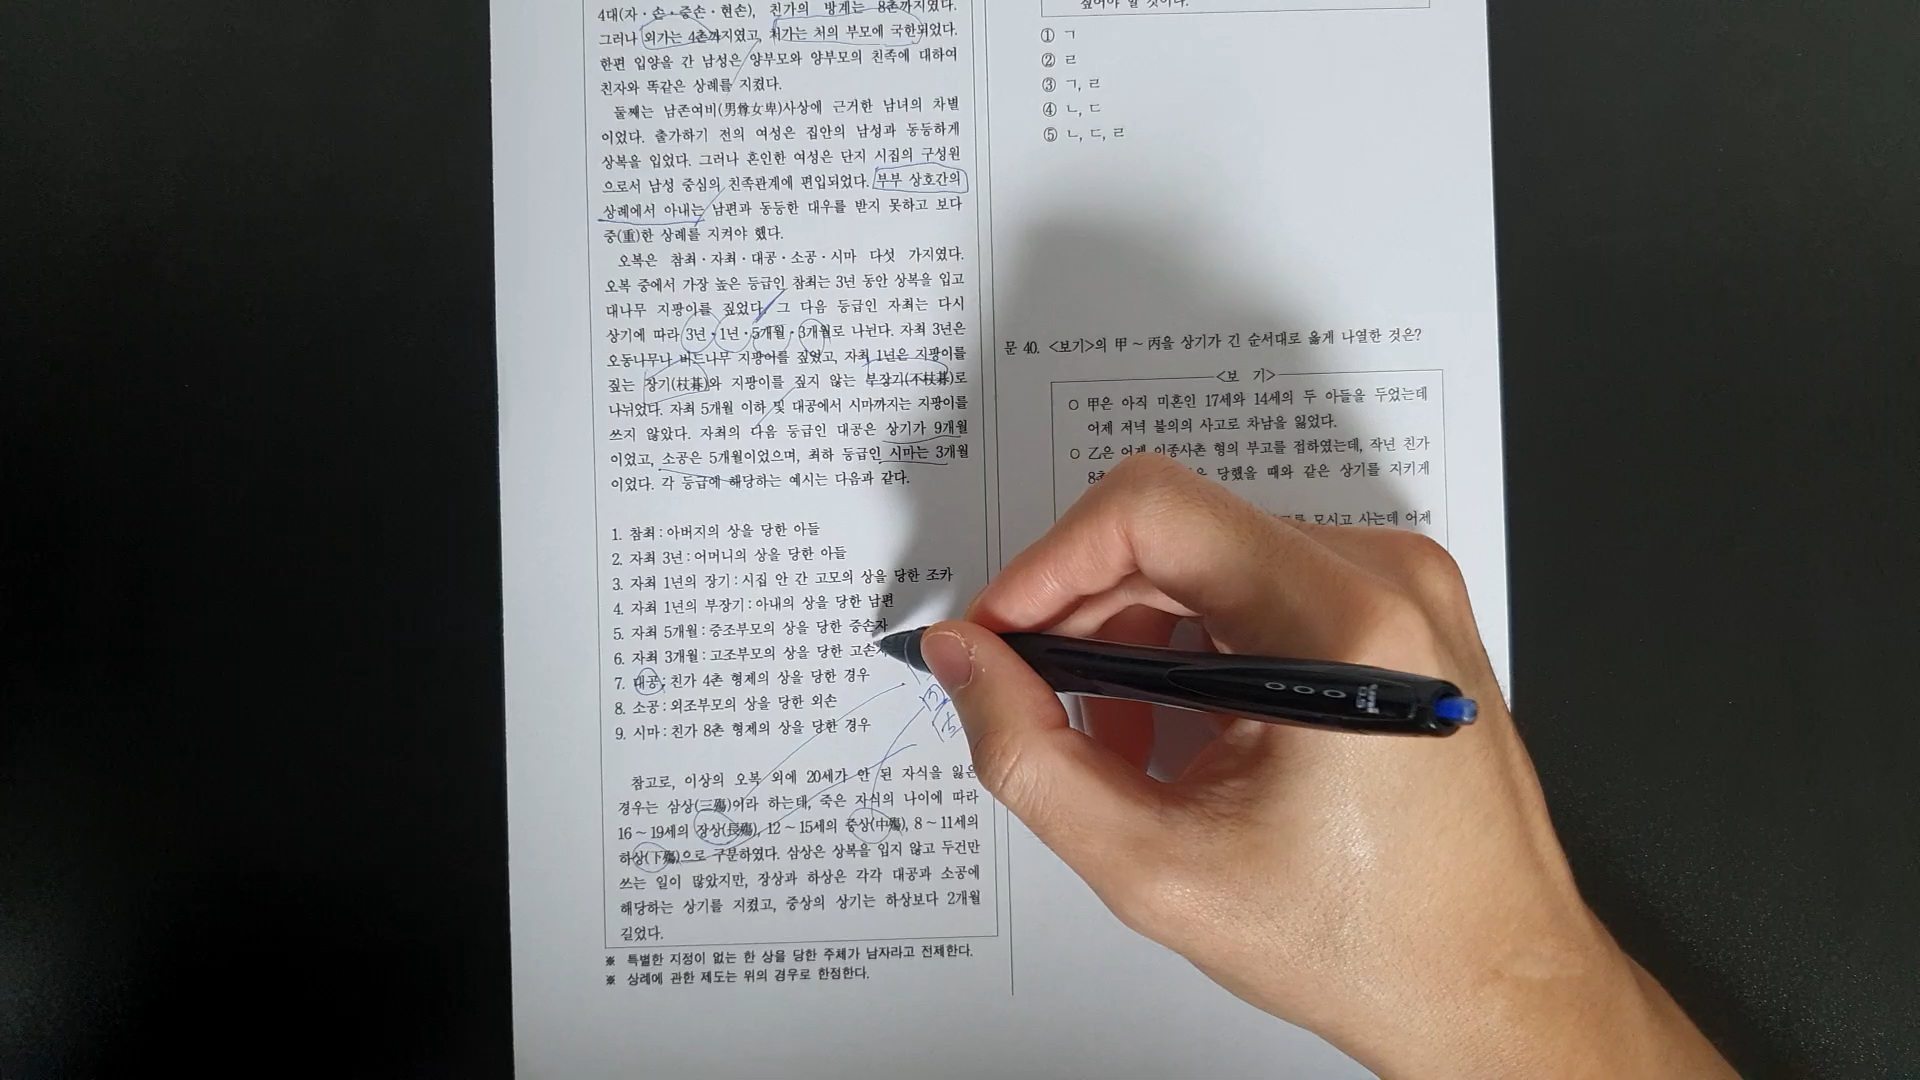 4대(자·손·증손·현손), 친가의 방계는 8촌까지였다.
그러나 외가는 4촌까지였고, 처가는 처의 부모에 국한되었다.
한편 입양을 간 남성은 양부모와 양부모의 친족에 대하여
친자와 똑같은 상례를 지켰다.
둘째는 남존여비(男尊女卑)사상에 근거한 남녀의 차별
이었다. 출가하기 전의 여성은 집안의 남성과 동등하게
상복을 입었다. 그러나 혼인한 여성은 단지 시집의 구성원
으로서 남성 중심의 친족관계에 편입되었다. 부부 상호간의
상례에서 아내는 남편과 동등한 대우를 받지 못하고 보다
중(重)한 상례를 지켜야 했다.
오복은 참최·자최·대공·소공·시마 다섯 가지였다.
오복 중에서 가장 높은 등급인 참최는 3년 동안 상복을 입고
대나무 지팡이를 짚었다. 그 다음 등급인 자최는 다시
상기에 따라 3년·1년·5개월·3개월로 나뉜다. 자최 3년은
오동나무나 버드나무 지팡이를 짚었고, 자최 1년은 지팡이를
짚는 장기(杖朞)와 지팡이를 짚지 않는 부장기(不杖朞)로
나뉘었다. 자최 5개월 이하 및 대공에서 시마까지는 지팡이를
쓰지 않았다. 자최의 다음 등급인 대공은 상기가 9개월
이었고, 소공은 5개월이었으며, 최하 등급인 시마는 3개월
이었다. 각 등급에 해당하는 예시는 다음과 같다.
1. 참최: 아버지의 상을 당한 아들
2. 자최 3년: 어머니의 상을 당한 아들
3. 자최 1년의 장기: 시집 안 간 고모의 상을 당한 조카
4. 자최 1년의 부장기: 아내의 상을 당한 남편
5. 자최 5개월: 증조부모의 상을 당한 증손자
6. 자최 3개월: 고조부모의 상을 당한
7. 대공: 친가 4촌 형제의 상을 당한 경우
8. 소공: 외조부모의 상을 당한 외손
9. 시마: 친가 8촌 형제의 상을 당한 경우
참고로, 이상의 오복 외에 20세가 안 된 자식을 잃은
경우는 삼상(三殤)이라 하는데, 죽은 자식의 나이에 따라
16~19세의 장상(長殤), 12~15세의 중상(中殤), 8~11세의
하상(下殤)으로 구분하였다. 삼상은 상복을 입지 않고 두건만
쓰는 일이 많았지만, 장상과 하상은 각각 대공과 소공에
해당하는 상기를 지켰고, 중상의 상기는 하상보다 2개월
길었다.
※ 특별한 지정이 없는 한 상을 당한 주체가 남자라고 전제한다.
※ 상례에 관한 제도는 위의 경우로 한정한다.
짚어야 할 것이다.
① ㄱ
② ㄹ
③ ㄱ, ㄹ
④ ㄴ, ㄷ
⑤ ㄴ, ㄷ, ㄹ
문 40. <보기>의 甲~丙을 상기가 긴 순서대로 옳게 나열한 것은?
<보 기>
○ 甲은 아직 미혼인 17세와 14세의 두 아들을 두었는데
어제 저녁 불의의 사고로 차남을 잃었다.
○ 乙은 어제 이종사촌 형의 부고를 접하였는데, 작년 친가
당했을 때와 같은 상기를 지키게
모시고 사는데 어제